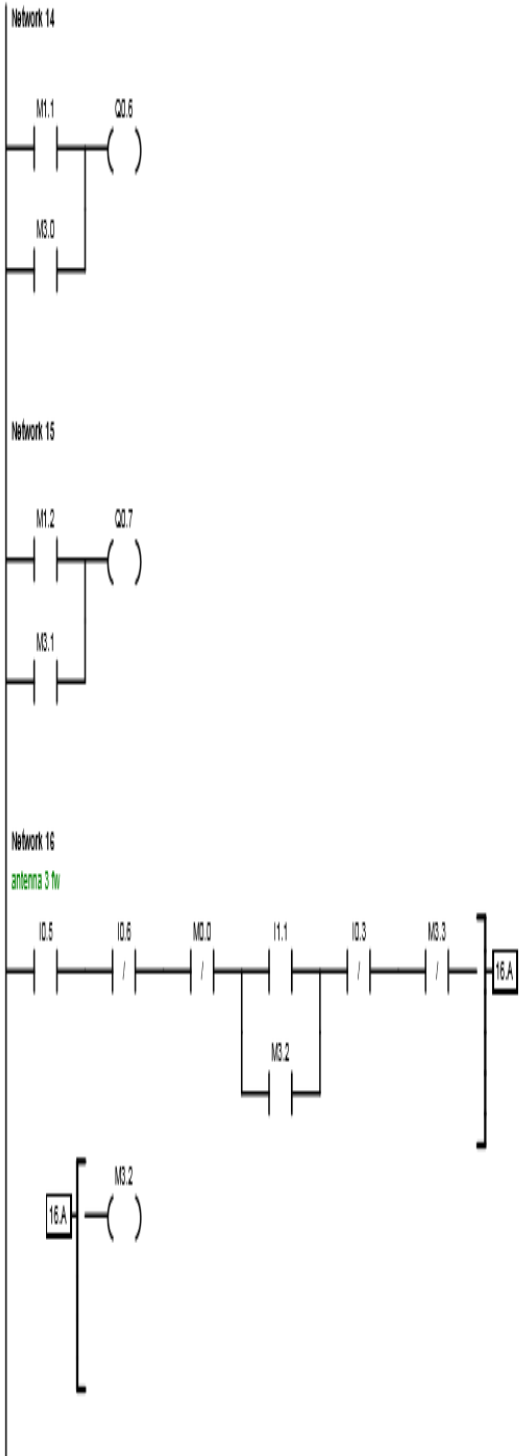 Network 14
M1.1 Q0.6
M3.0
Network 15
M1.2 Q0.7
M3.1
Network 16
antenna 3 fw
I0.5 I0.6 M0.0 I1.1 I0.3 M3.3
/ / / /
16.A
M3.2
M3.2
16.A